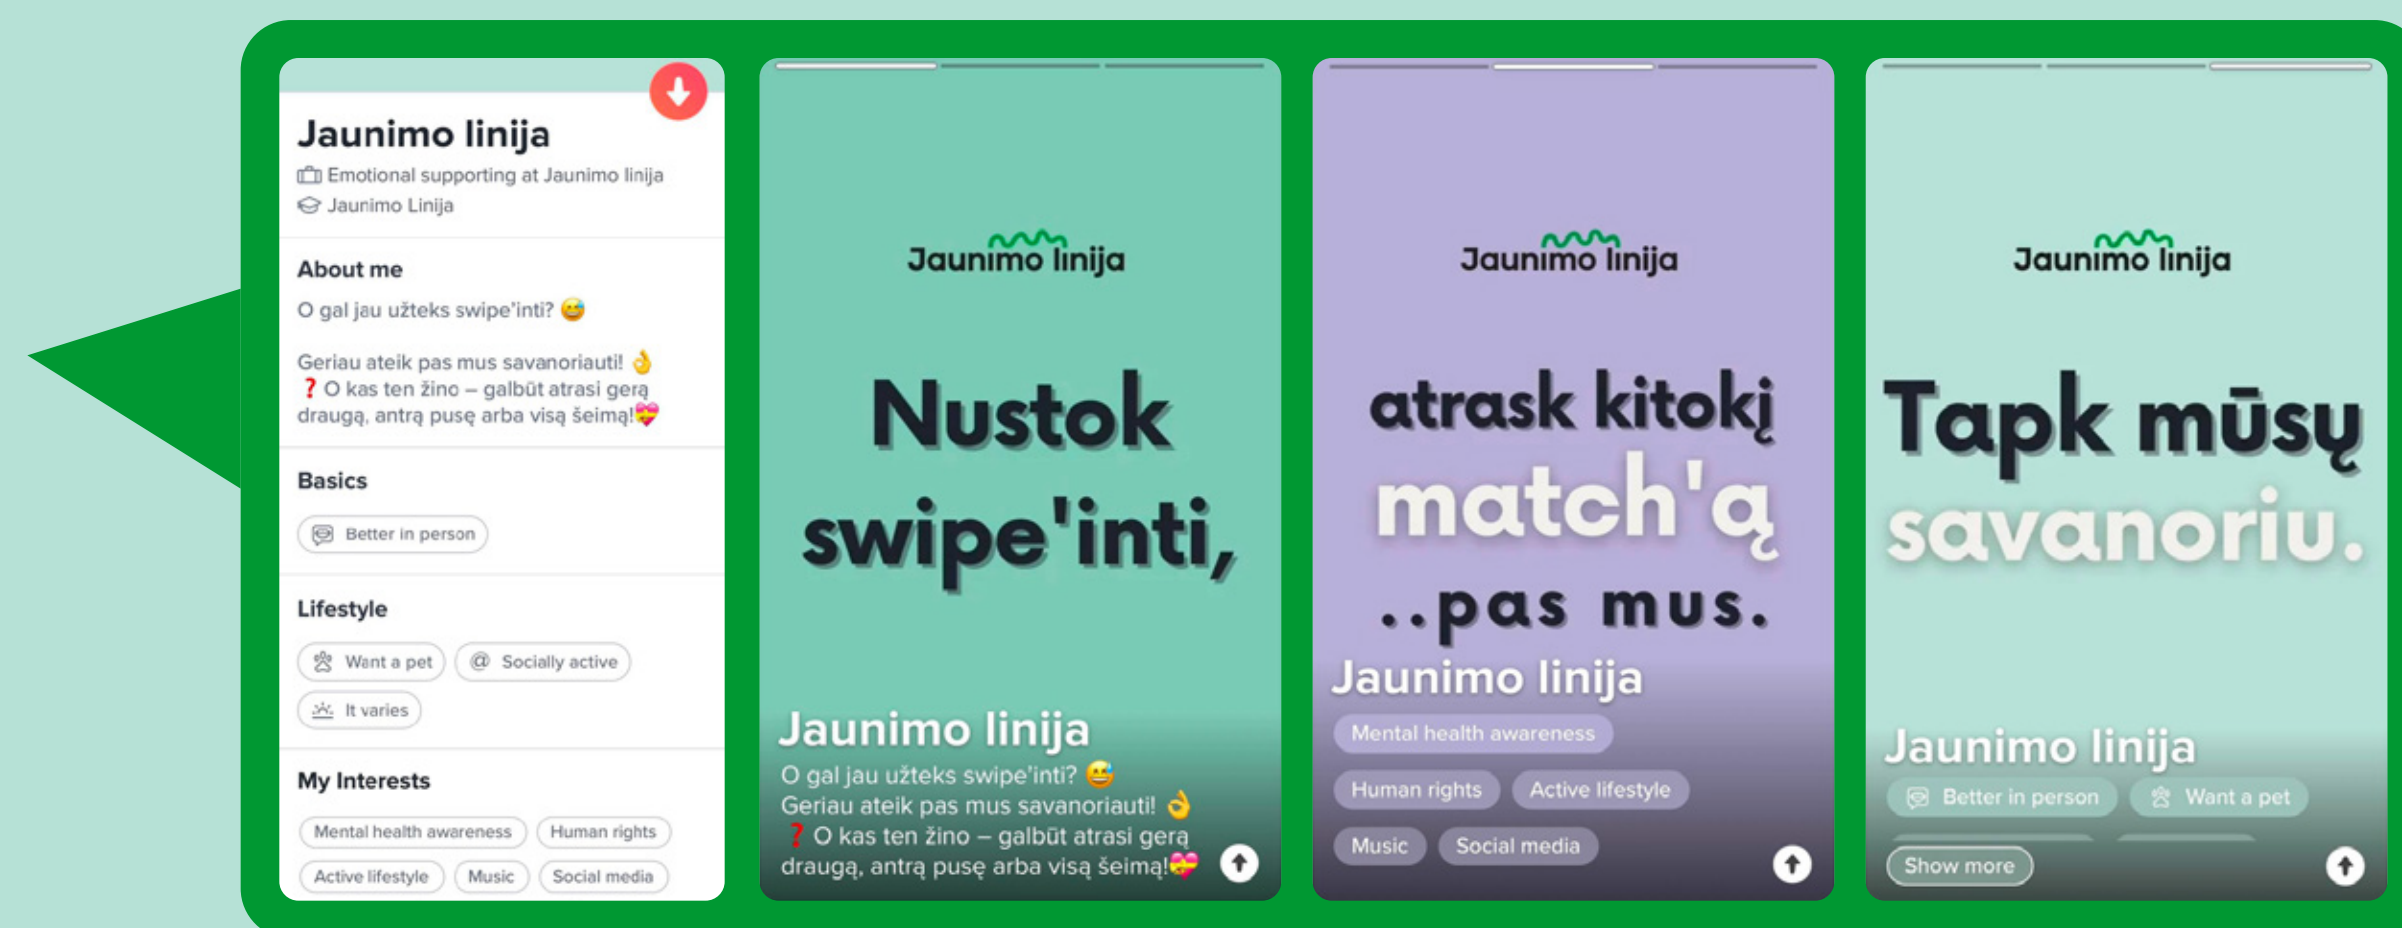 Jaunimo linija
Emotional supporting at Jaunimo linija
Jaunimo Linija
About me
O gal jau užteks swipe'inti? 😅
Geriau ateik pas mus savanoriauti! 👌
❓O kas ten žino – galbūt atrasi gerą
draugą, antrą pusę arba visą šeimą!💝
Basics
Better in person
Lifestyle
Want a pet
@ Socially active
It varies
My Interests
Mental health awareness
Human rights
Active lifestyle
Music
Social media
Jaunimo linija
Nustok
swipe'inti,
Jaunimo linija
O gal jau užteks swipe'inti? 😅
Geriau ateik pas mus savanoriauti! 👌
❓O kas ten žino – galbūt atrasi gerą
draugą, antrą pusę arba visą šeimą!💝
Jaunimo linija
atrask kitokį
match'ą
..pas mus.
Jaunimo linija
Mental health awareness
Human rights
Active lifestyle
Music
Social media
Jaunimo linija
Tapk mūsų
savanoriu.
Jaunimo linija
Better in person
Want a pet
Show more